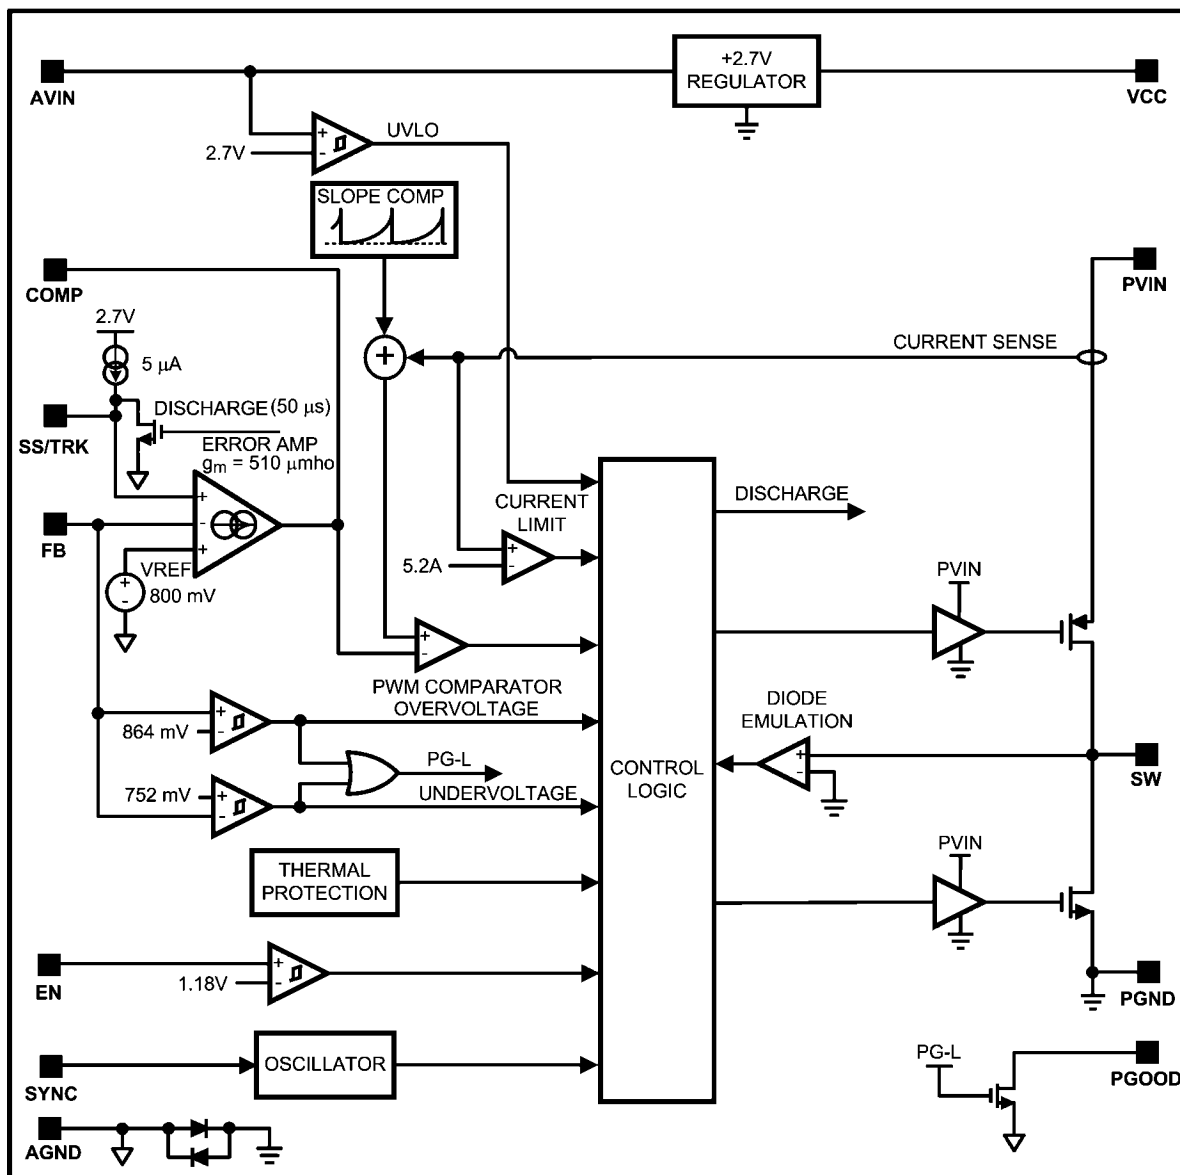 +2.7V
REGULATOR
AVIN
VCC
UVLO
+
-
2.7V
SLOPE COMP
COMP
PVIN
2.7V
5 μA
+
CURRENT SENSE
DISCHARGE (50 μs)
SS/TRK
ERROR AMP
gm = 510 μmho
CURRENT
LIMIT
DISCHARGE
+
-
+
FB
VREF
800 mV
+
-
5.2A
+
-
PVIN
+
-
PWM COMPARATOR
OVERVOLTAGE
864 mV
+
-
DIODE
EMULATION
PG-L
CONTROL
LOGIC
+
-
SW
752 mV
+
-
UNDERVOLTAGE
THERMAL
PROTECTION
PVIN
EN
1.18V
+
-
PGND
SYNC
OSCILLATOR
PG-L
PGOOD
AGND